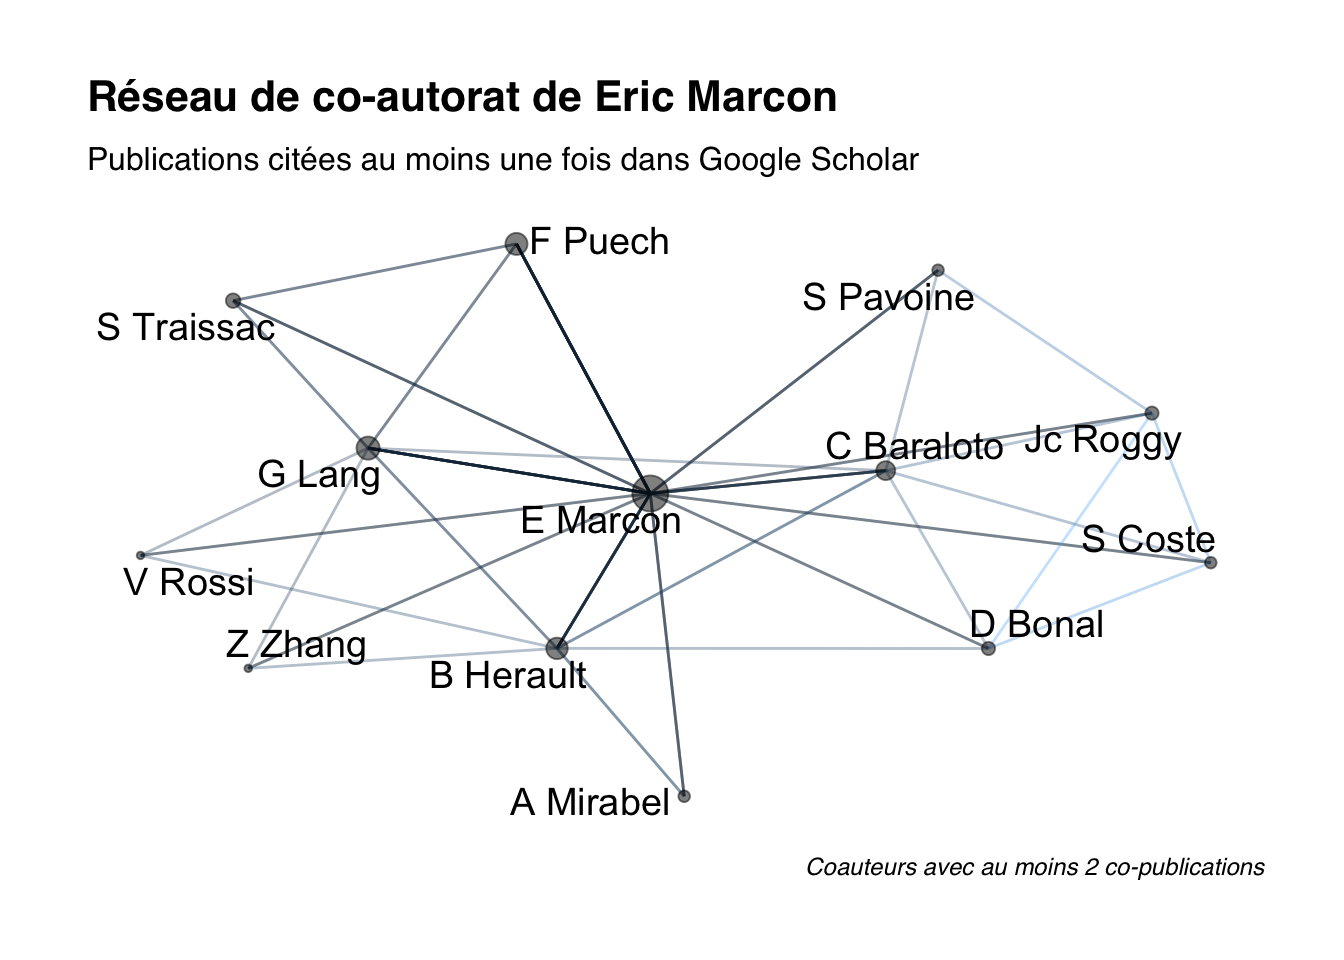 Réseau de co-autorat de Eric Marcon
Publications citées au moins une fois dans Google Scholar
F Puech
S Pavoine
S Traissac
C Baraloto
Jc Roggy
G Lang
E Marcon
S Coste
V Rossi
D Bonal
Z Zhang
B Herault
A Mirabel
Coauteurs avec au moins 2 co-publications